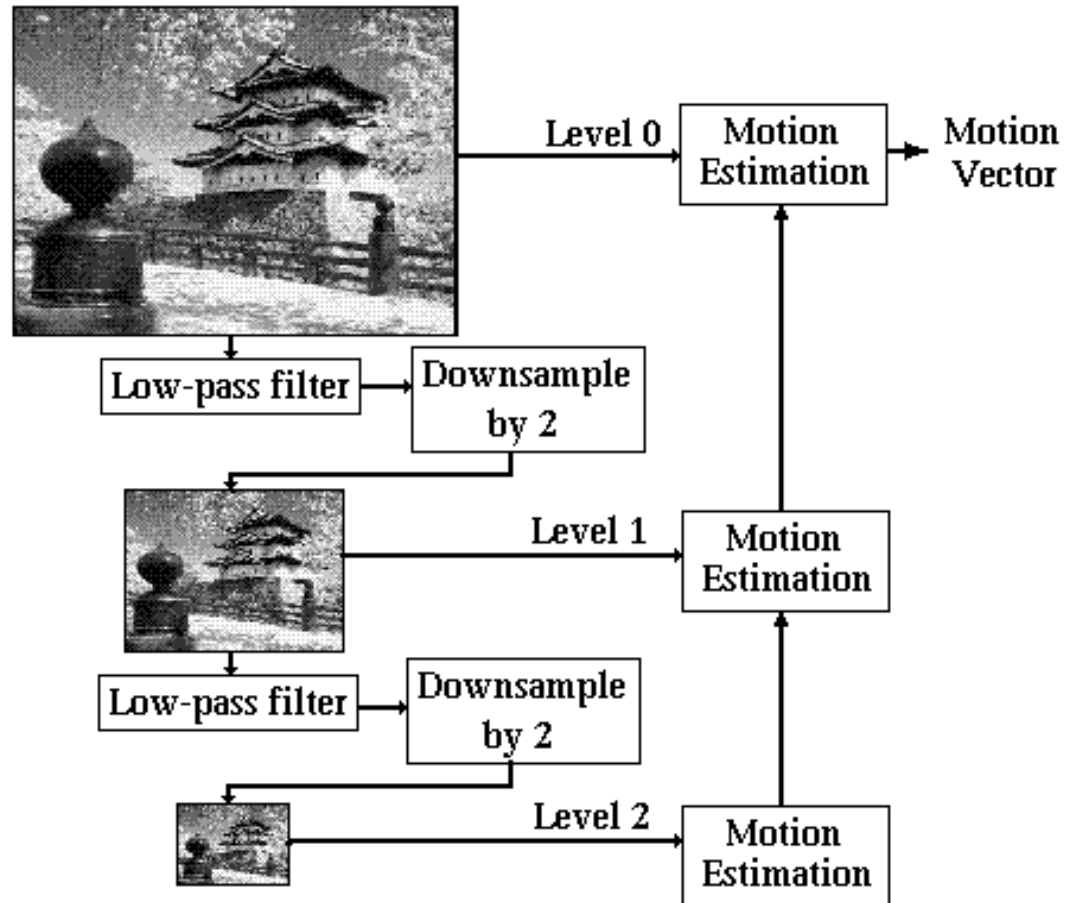 Level 0
Motion
Estimation
Motion
Vector
Low-pass filter
Downsample
by 2
Level 1
Motion
Estimation
Low-pass filter
Downsample
by 2
Level 2
Motion
Estimation